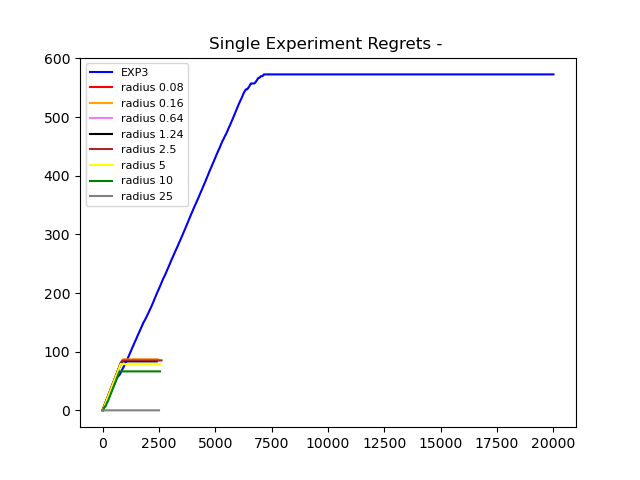 Single Experiment Regrets -
600
500
400
300
200
100
0
EXP3
radius 0.08
radius 0.16
radius 0.64
radius 1.24
radius 2.5
radius 5
radius 10
radius 25
0 2500 5000 7500 10000 12500 15000 17500 20000